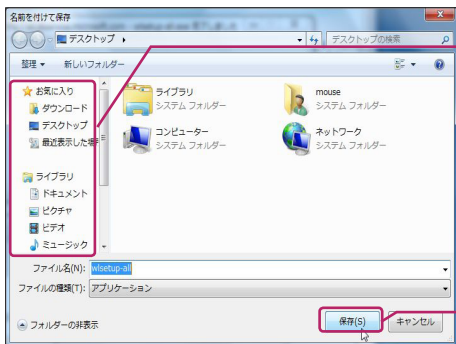 名前を付けて保存
デスクトップ
デスクトップの検索
整理
新しいフォルダー
お気に入り
ダウンロード
デスクトップ
最近表示した場所
ライブラリ
ドキュメント
ピクチャ
ビデオ
ミュージック
ライブラリ
システム フォルダー
mouse
システム フォルダー
コンピューター
システム フォルダー
ネットワーク
システム フォルダー
ファイル名(N): wlsetup-all
ファイルの種類(T): アプリケーション
フォルダーの非表示
保存(S)
キャンセル